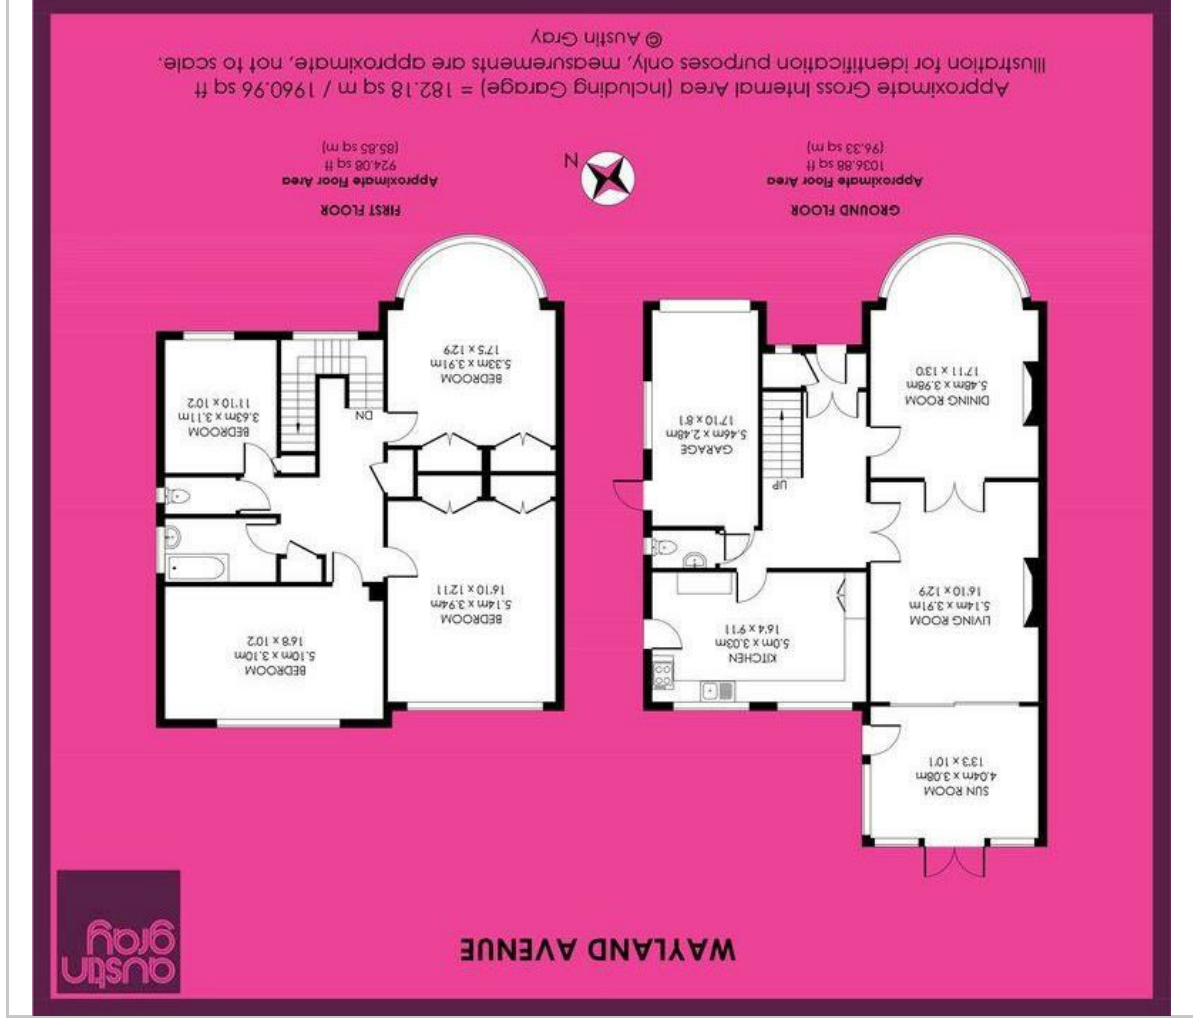 WAYLAND AVENUE
austin
gray
SUN ROOM
4.04m x 3.08m
13'3 x 10'1
LIVING ROOM
5.14m x 3.91m
16'10 x 12'9
KITCHEN
5.0m x 3.03m
16'4 x 9'11
UP
GARAGE
5.46m x 2.48m
17'10 x 8'1
DINING ROOM
5.48m x 3.98m
17'11 x 13'0
BEDROOM
5.14m x 3.94m
16'10 x 12'11
BEDROOM
5.10m x 3.10m
16'8 x 10'2
DN
BEDROOM
5.33m x 3.91m
17'5 x 12'9
BEDROOM
3.63m x 3.11m
11'10 x 10'2
GROUND FLOOR
Approximate Floor Area
1036.88 sq ft
(96.33 sq m)
N
FIRST FLOOR
Approximate Floor Area
924.08 sq ft
(85.85 sq m)
Approximate Gross Internal Area (Including Garage) = 182.18 sq m / 1960.96 sq ft
Illustration for identification purposes only, measurements are approximate, not to scale.
© Austin Gray